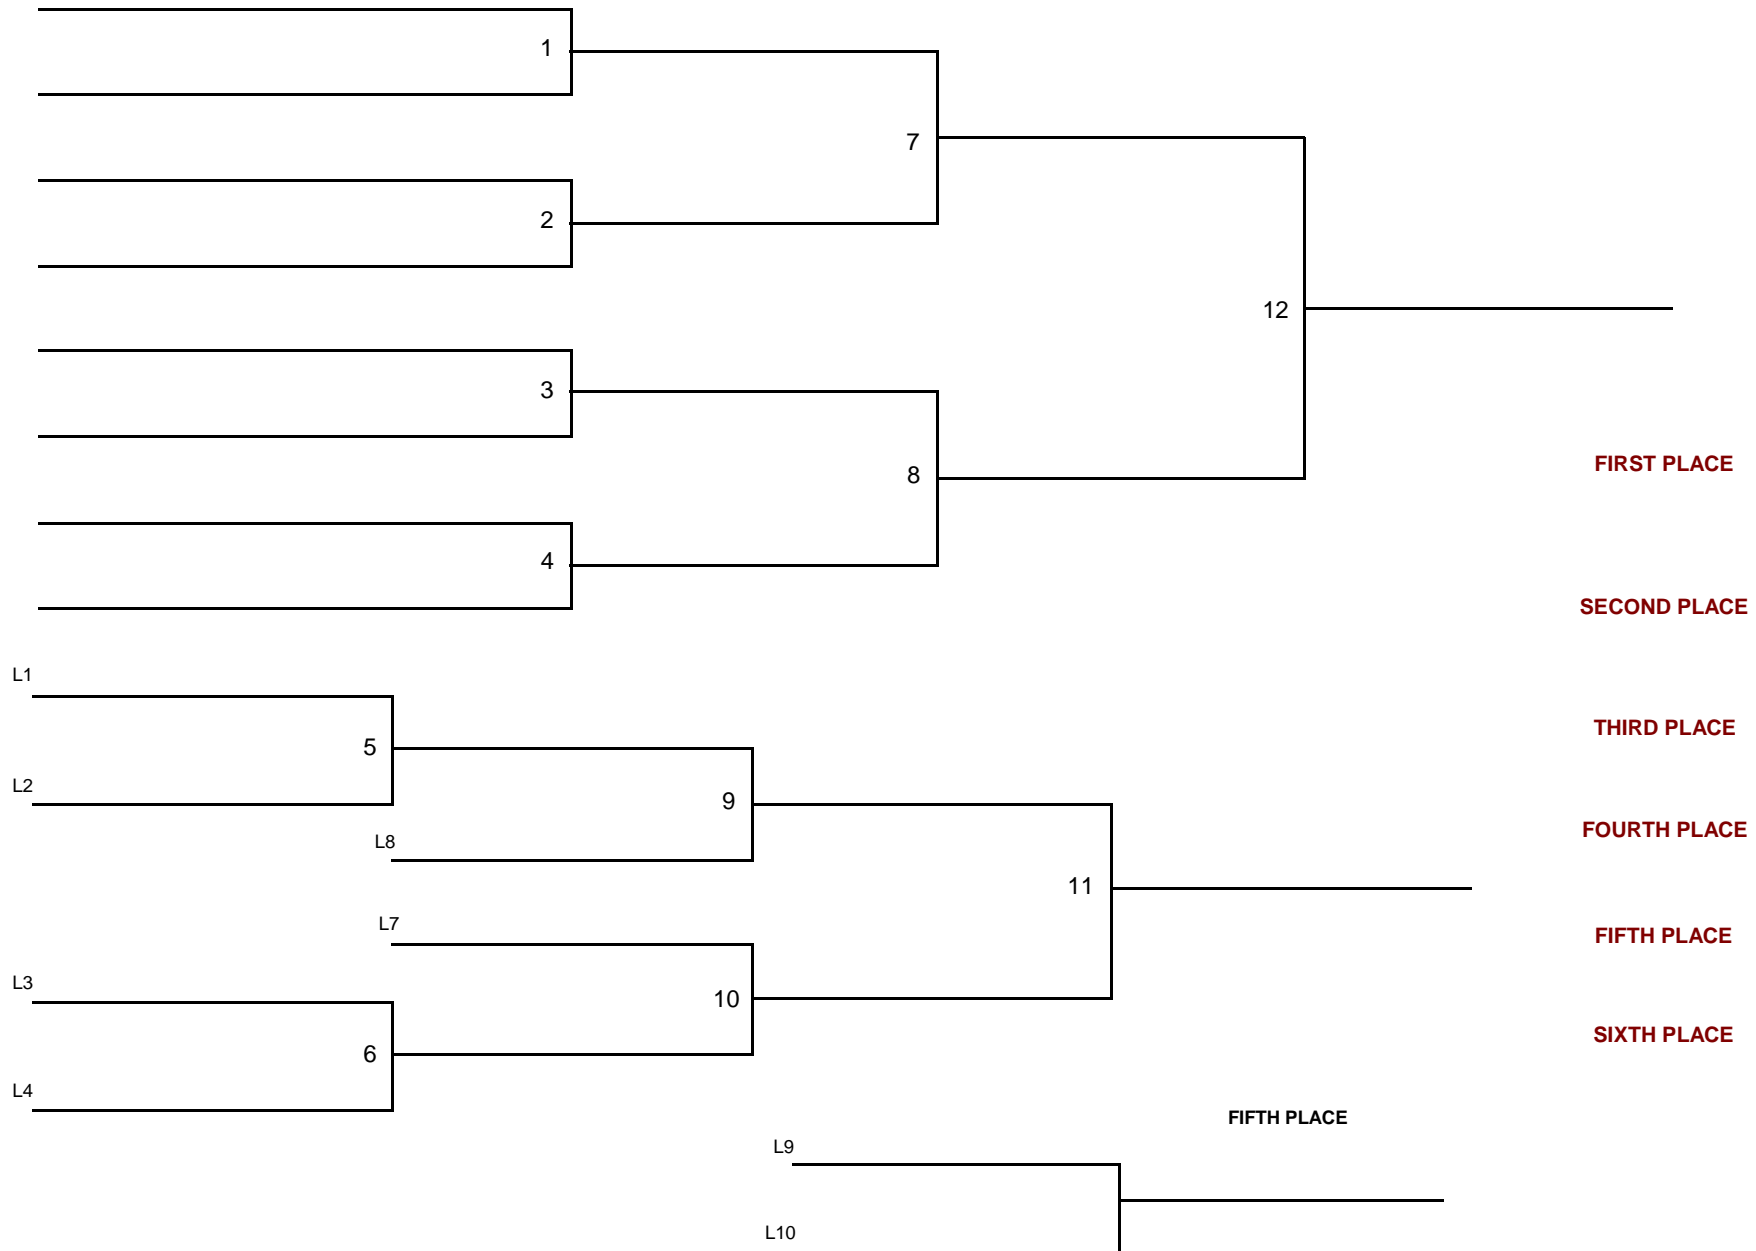 1
7
2
12
3
FIRST PLACE
8
4
SECOND PLACE
L1
THIRD PLACE
5
L2
9
FOURTH PLACE
L8
11
L7
FIFTH PLACE
L3
10
SIXTH PLACE
6
L4
FIFTH PLACE
L9
L10